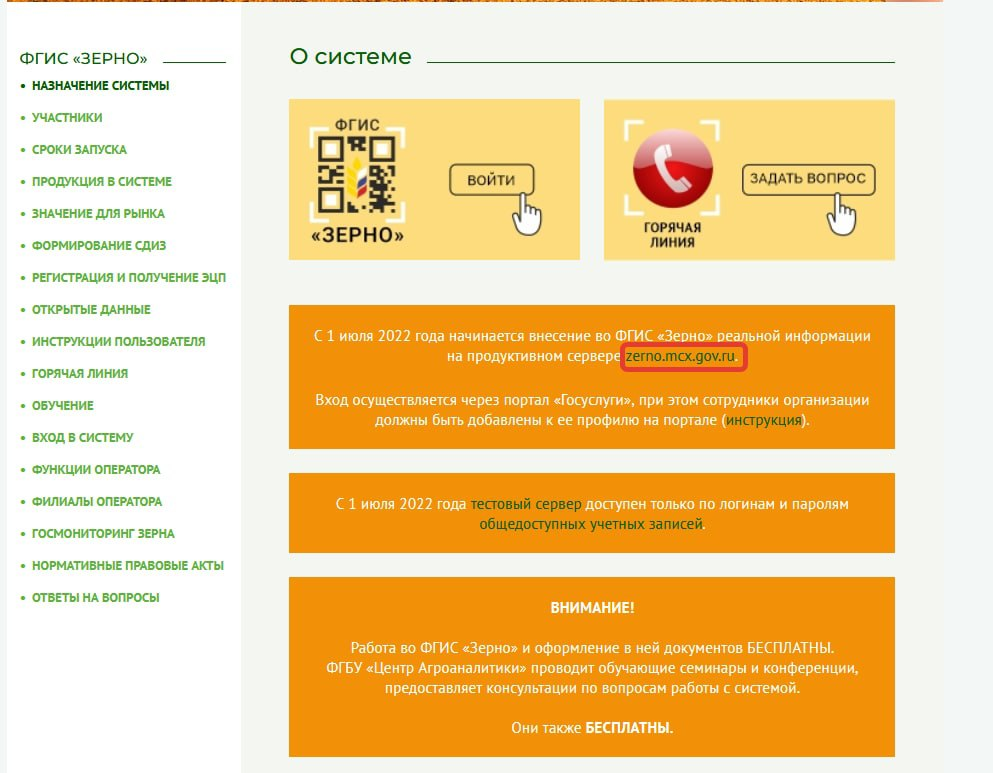 ФГИС «ЗЕРНО»
• НАЗНАЧЕНИЕ СИСТЕМЫ
• УЧАСТНИКИ
• СРОКИ ЗАПУСКА
• ПРОДУКЦИЯ В СИСТЕМЕ
• ЗНАЧЕНИЕ ДЛЯ РЫНКА
• ФОРМИРОВАНИЕ СДИЗ
• РЕГИСТРАЦИЯ И ПОЛУЧЕНИЕ ЭЦП
• ОТКРЫТЫЕ ДАННЫЕ
• ИНСТРУКЦИИ ПОЛЬЗОВАТЕЛЯ
• ГОРЯЧАЯ ЛИНИЯ
• ОБУЧЕНИЕ
• ВХОД В СИСТЕМУ
• ФУНКЦИИ ОПЕРАТОРА
• ФИЛИАЛЫ ОПЕРАТОРА
• ГОСМОНИТОРИНГ ЗЕРНА
• НОРМАТИВНЫЕ ПРАВОВЫЕ АКТЫ
• ОТВЕТЫ НА ВОПРОСЫ
О системе
ФГИС
«ЗЕРНО»
ВОЙТИ
ГОРЯЧАЯ
ЛИНИЯ
ЗАДАТЬ ВОПРОС
С 1 июля 2022 года начинается внесение во ФГИС «Зерно» реальной информации
на продуктивном сервере zerno.mcx.gov.ru.
Вход осуществляется через портал «Госуслуги», при этом сотрудники организации
должны быть добавлены к ее профилю на портале (инструкция).
С 1 июля 2022 года тестовый сервер доступен только по логинам и паролям
общедоступных учетных записей.
ВНИМАНИЕ!
Работа во ФГИС «Зерно» и оформление в ней документов БЕСПЛАТНЫ.
ФГБУ «Центр Агроаналитики» проводит обучающие семинары и конференции,
предоставляет консультации по вопросам работы с системой.
Они также БЕСПЛАТНЫ.